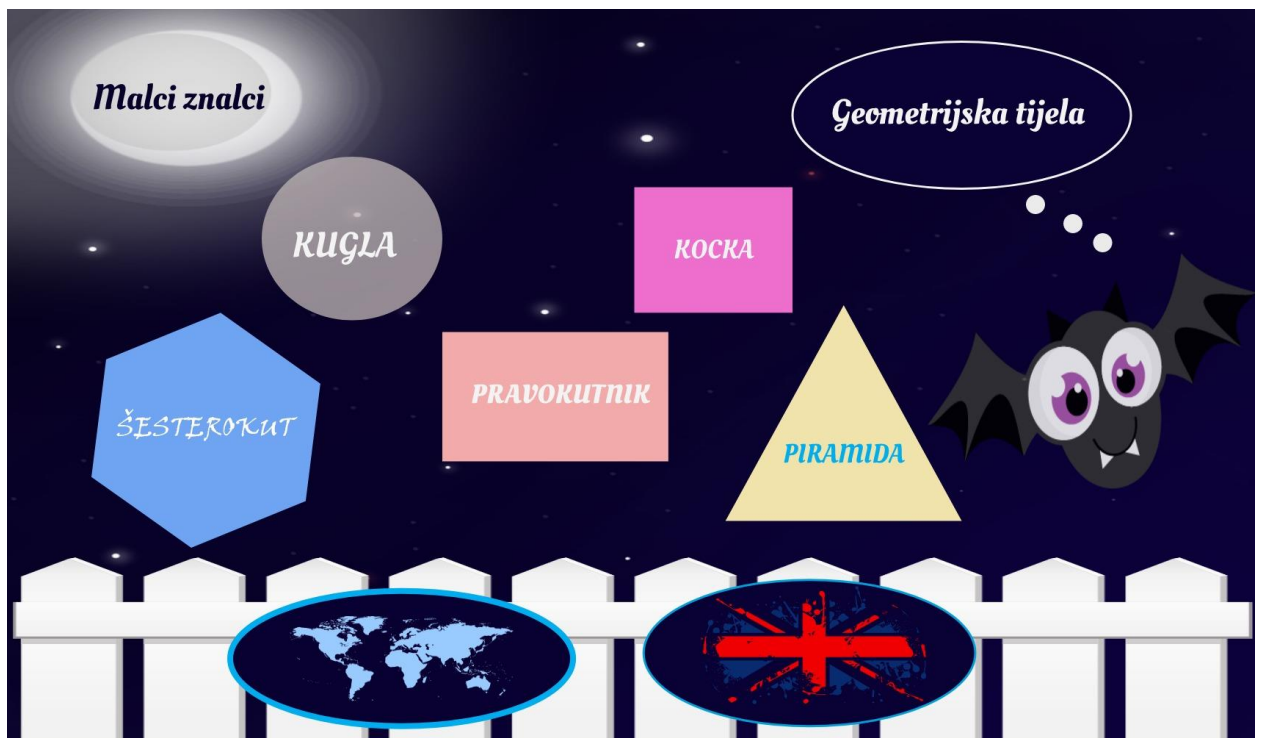 Malci znalci
Geometrijska tijela
KUGLA
KOCKA
PRAVOKUTNIK
ŠESTEROKUT
PIRAMIDA